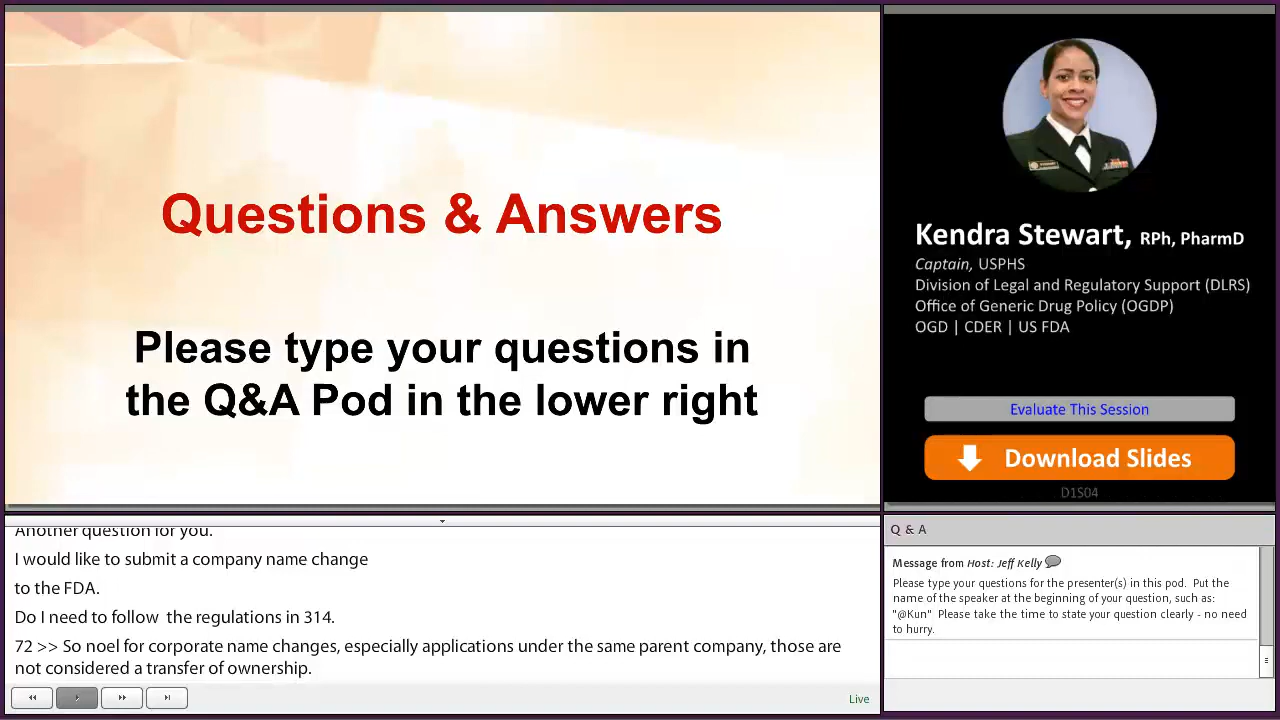 Questions & Answers
Please type your questions in
the Q&A Pod in the lower right
Kendra Stewart, RPh, PharmD
Captain, USPHS
Division of Legal and Regulatory Support (DLRS)
Office of Generic Drug Policy (OGDP)
OGD | CDER | US FDA
Evaluate This Session
Download Slides
D1S04
Another question for you.
I would like to submit a company name change
to the FDA.
Do I need to follow the regulations in 314.
72 >> So noel for corporate name changes, especially applications under the same parent company, those are
not considered a transfer of ownership.
Live
Q & A
Message from Host: Jeff Kelly
Please type your questions for the presenter(s) in this pod. Put the
name of the speaker at the beginning of your question, such as:
"@Kun" Please take the time to state your question clearly - no need
to hurry.